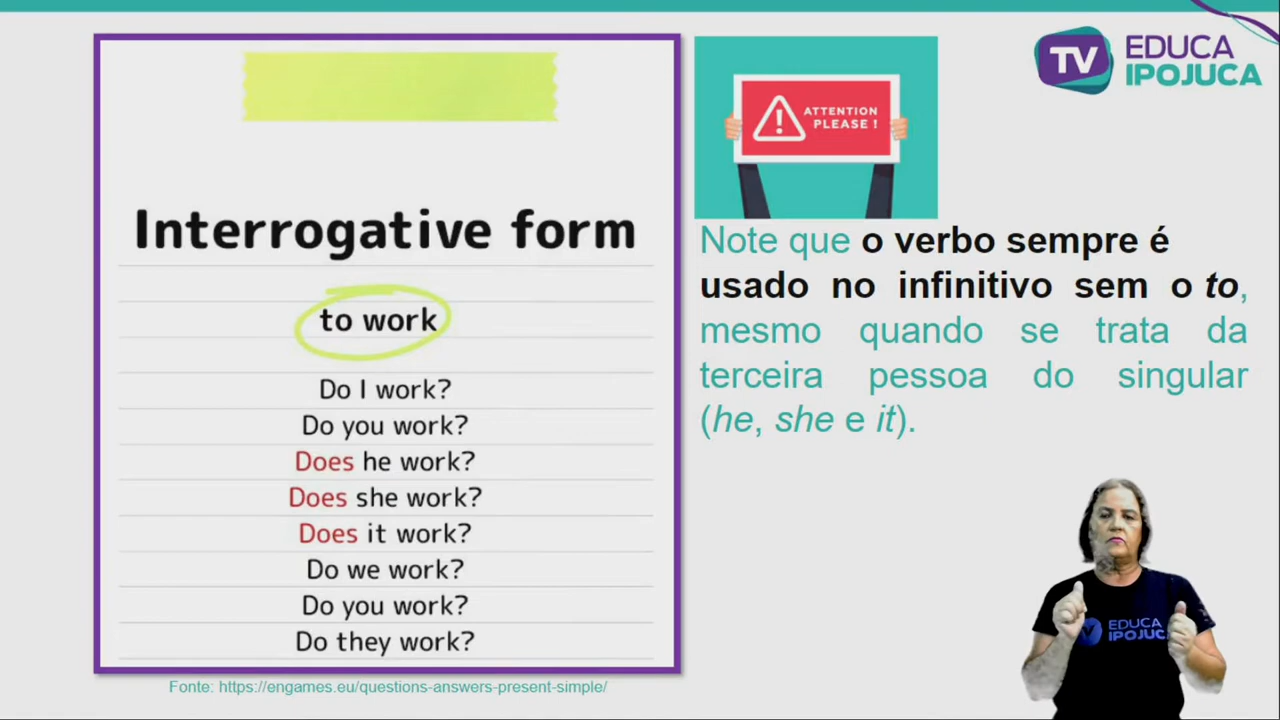 TV EDUCA
IPOJUCA
ATTENTION
PLEASE !
Interrogative form
to work
Do I work?
Do you work?
Does he work?
Does she work?
Does it work?
Do we work?
Do you work?
Do they work?
Fonte: https://engames.eu/questions-answers-present-simple/
Note que o verbo sempre é
usado no infinitivo sem o to,
mesmo quando se trata da
terceira pessoa do singular
(he, she e it).
EDUCA
IPOJUCA